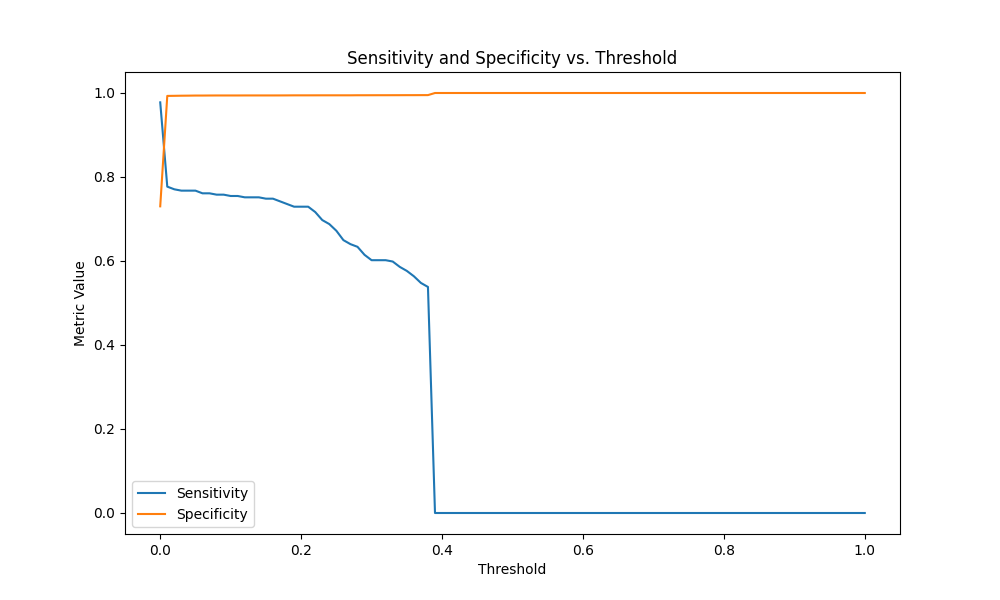 Sensitivity and Specificity vs. Threshold
1.0
0.8
0.6
0.4
0.2
0.0
Metric Value
Sensitivity
Specificity
0.0 0.2 0.4 0.6 0.8 1.0
Threshold